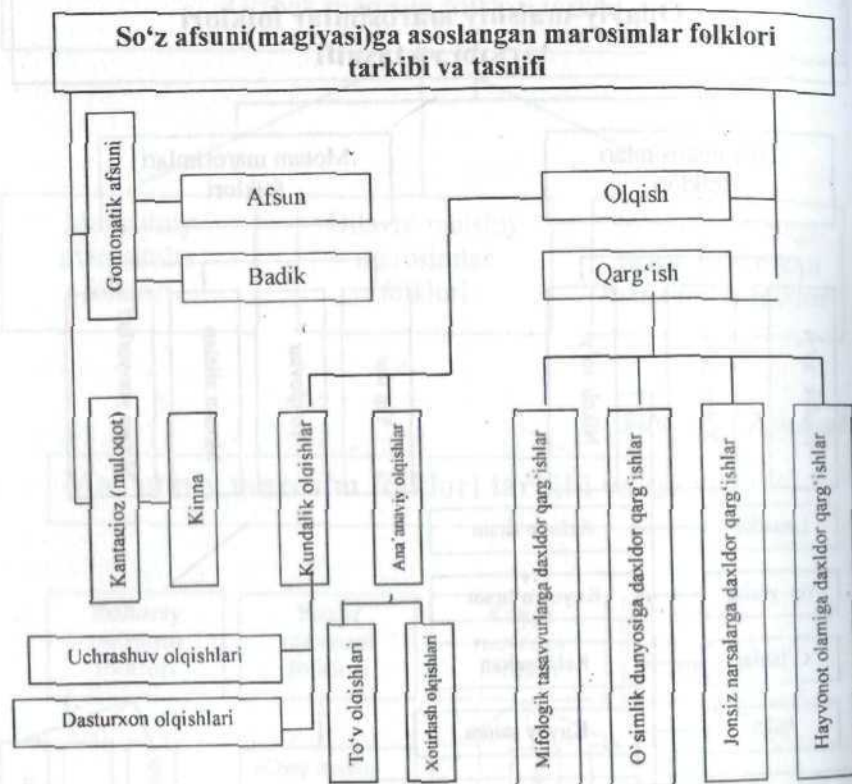 So‘z afsuni(magiyasi)ga asoslangan marosimlar folklori
tarkibi va tasnifi
Gomonatik afsuni
Afsun
Badik
Olqish
Qarg‘ish
Kantagioz (muloqot)
Kinna
Kundalik olqishlar
Ana’anaviy olqishlar
Uchrashuv olqishlari
Dasturxon olqishlari
To‘v olqishlari
Xotirlash olqishlari
Mifologik tasavvurlarga daxldor qarg‘ishlar
O`simlik dunyosiga daxldor qarg‘ishlar
Jonsiz narsalarga daxldor qarg‘ishlar
Hayvonot olamiga daxldor qarg‘ishlar